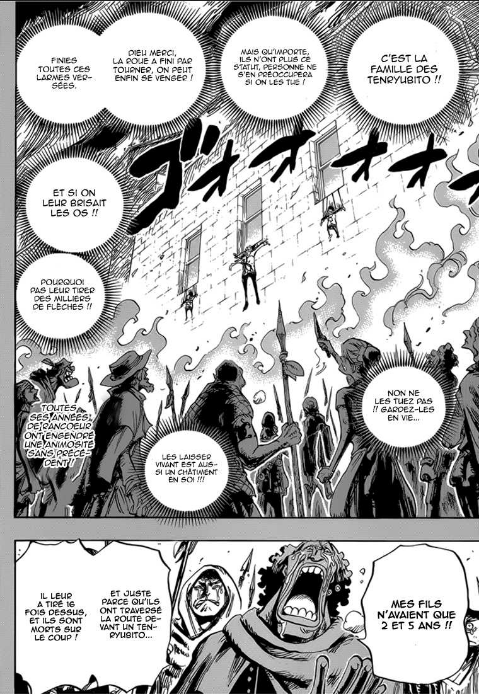 C'EST LA
FAMILLE DES
TENRYUBITO !!
MAIS QU'IMPORTE,
ILS N'ONT PLUS CE
STATUT, PERSONNE NE
S'EN PRÉOCCUPERA
SI ON LES TUE !
DIEU MERCI,
LA ROUE A FINI PAR
TOURNER, ON PEUT
ENFIN SE VENGER !
FINIES
TOUTES CES
LARMES VER-
SÉES.
ゴオオオオ
ET SI ON
LEUR BRISAIT
LES OS !!
POURQUOI
PAS LEUR TIRER
DES MILLIERS
DE FLÈCHES !!
NON NE
LES TUEZ PAS
!! GARDEZ-LES
EN VIE...
LES LAISSER
VIVANT EST AUS-
SI UN CHÂTIMENT
EN SOI !!!
TOUTES
SES ANNÉES
DE RANCOEUR
ONT ENGENDRÉ
UNE ANIMOSITÉ
SANS PRÉCÉ-
DENT !
MES FILS
N'AVAIENT QUE
2 ET 5 ANS !!
ET JUSTE
PARCE QU'ILS
ONT TRAVERSÉ
LA ROUTE DE-
VANT UN TEN-
RYUBITO...
IL LEUR
A TIRÉ 16
FOIS DESSUS,
ET ILS SONT
MORTS SUR
LE COUP !